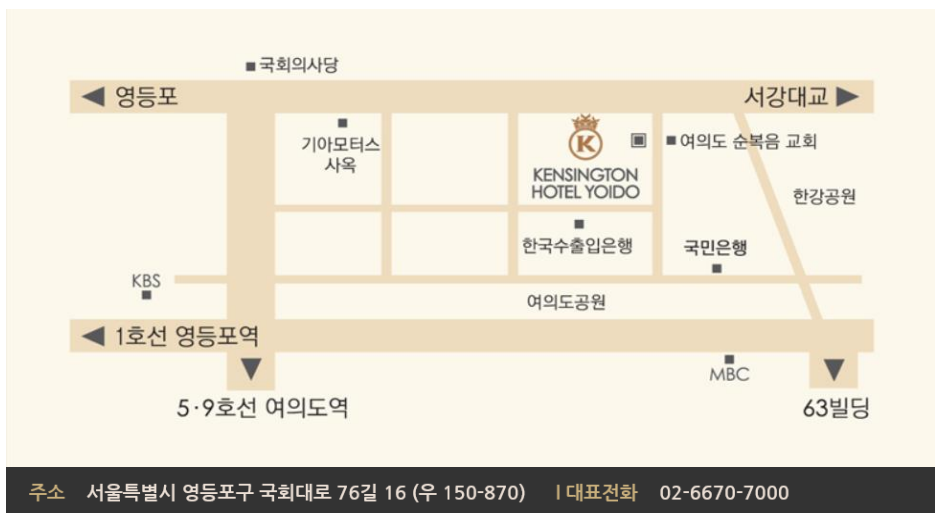 국회의사당
영등포
서강대교
기아모터스
사옥
K
KENSINGTON
HOTEL YOIDO
여의도 순복음 교회
한강공원
한국수출입은행
국민은행
KBS
여의도공원
1호선 영등포역
MBC
5·9호선 여의도역
63빌딩
주소 서울특별시 영등포구 국회대로 76길 16 (우 150-870) I 대표전화 02-6670-7000